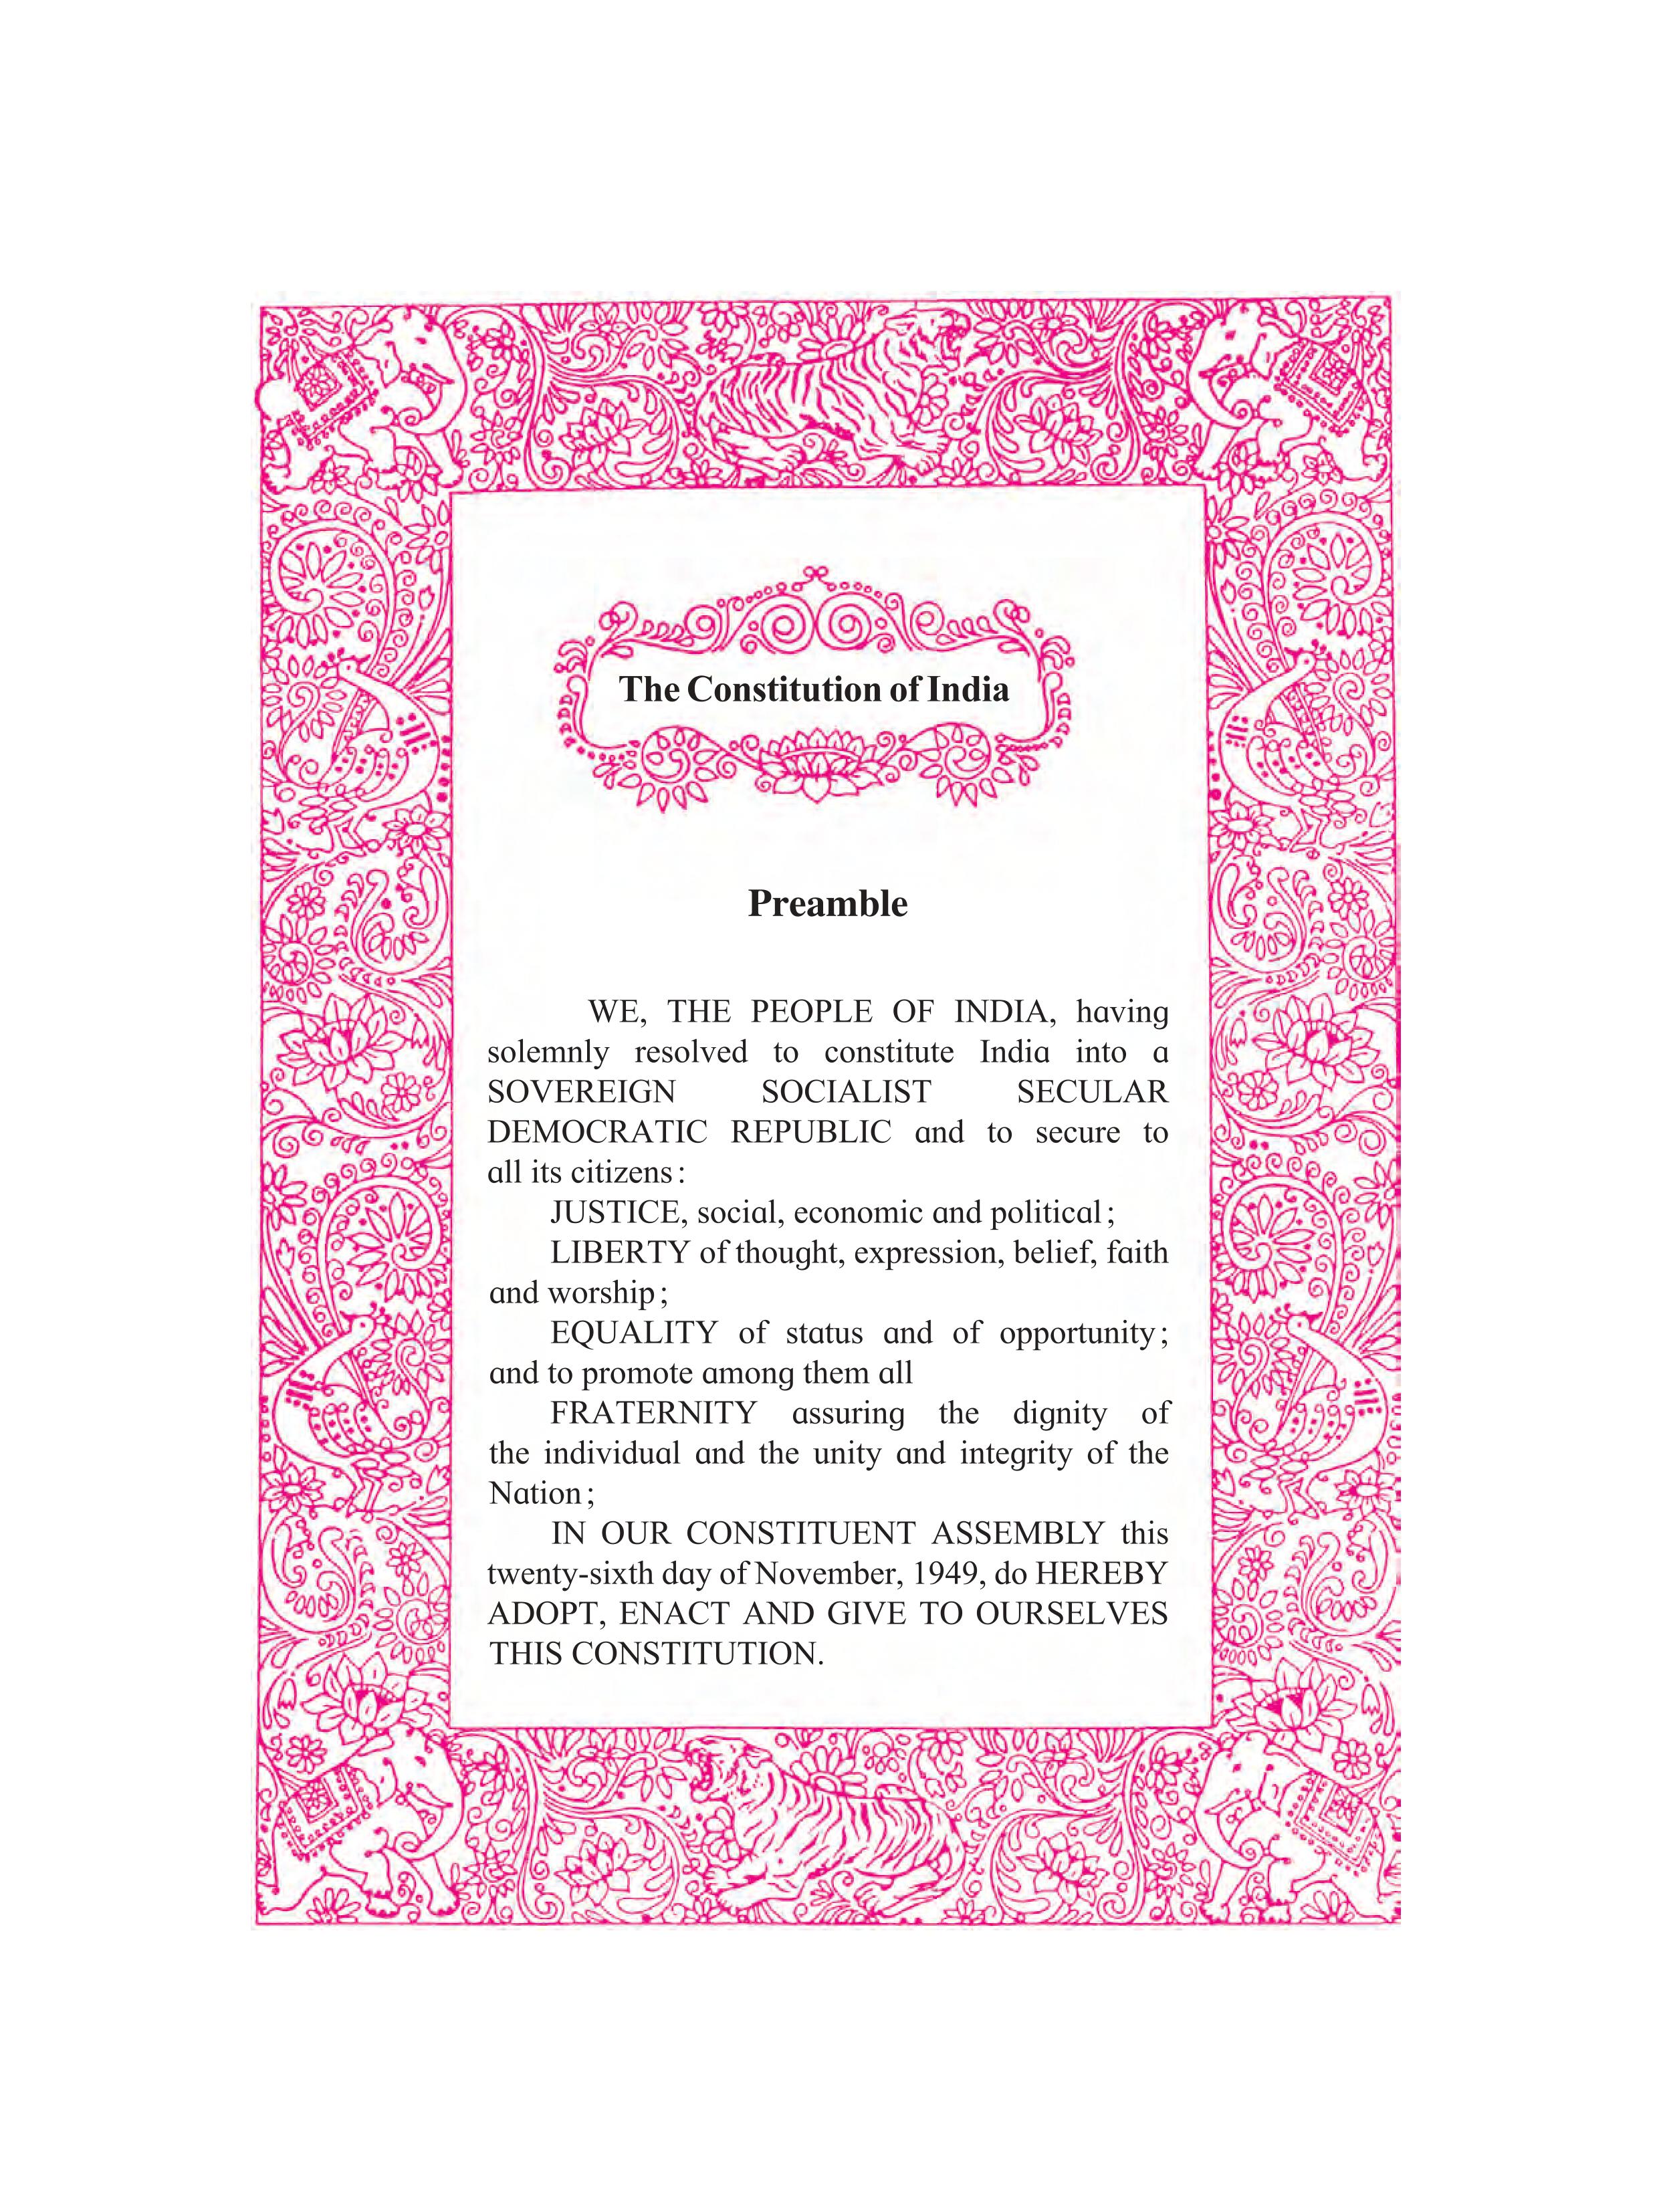 The Constitution of India
Preamble
WE, THE PEOPLE OF INDIA, having
solemnly resolved to constitute India into a
SOVEREIGN SOCIALIST SECULAR
DEMOCRATIC REPUBLIC and to secure to
all its citizens :
JUSTICE, social, economic and political ;
LIBERTY of thought, expression, belief, faith
and worship ;
EQUALITY of status and of opportunity ;
and to promote among them all
FRATERNITY assuring the dignity of
the individual and the unity and integrity of the
Nation ;
IN OUR CONSTITUENT ASSEMBLY this
twenty-sixth day of November, 1949, do HEREBY
ADOPT, ENACT AND GIVE TO OURSELVES
THIS CONSTITUTION.